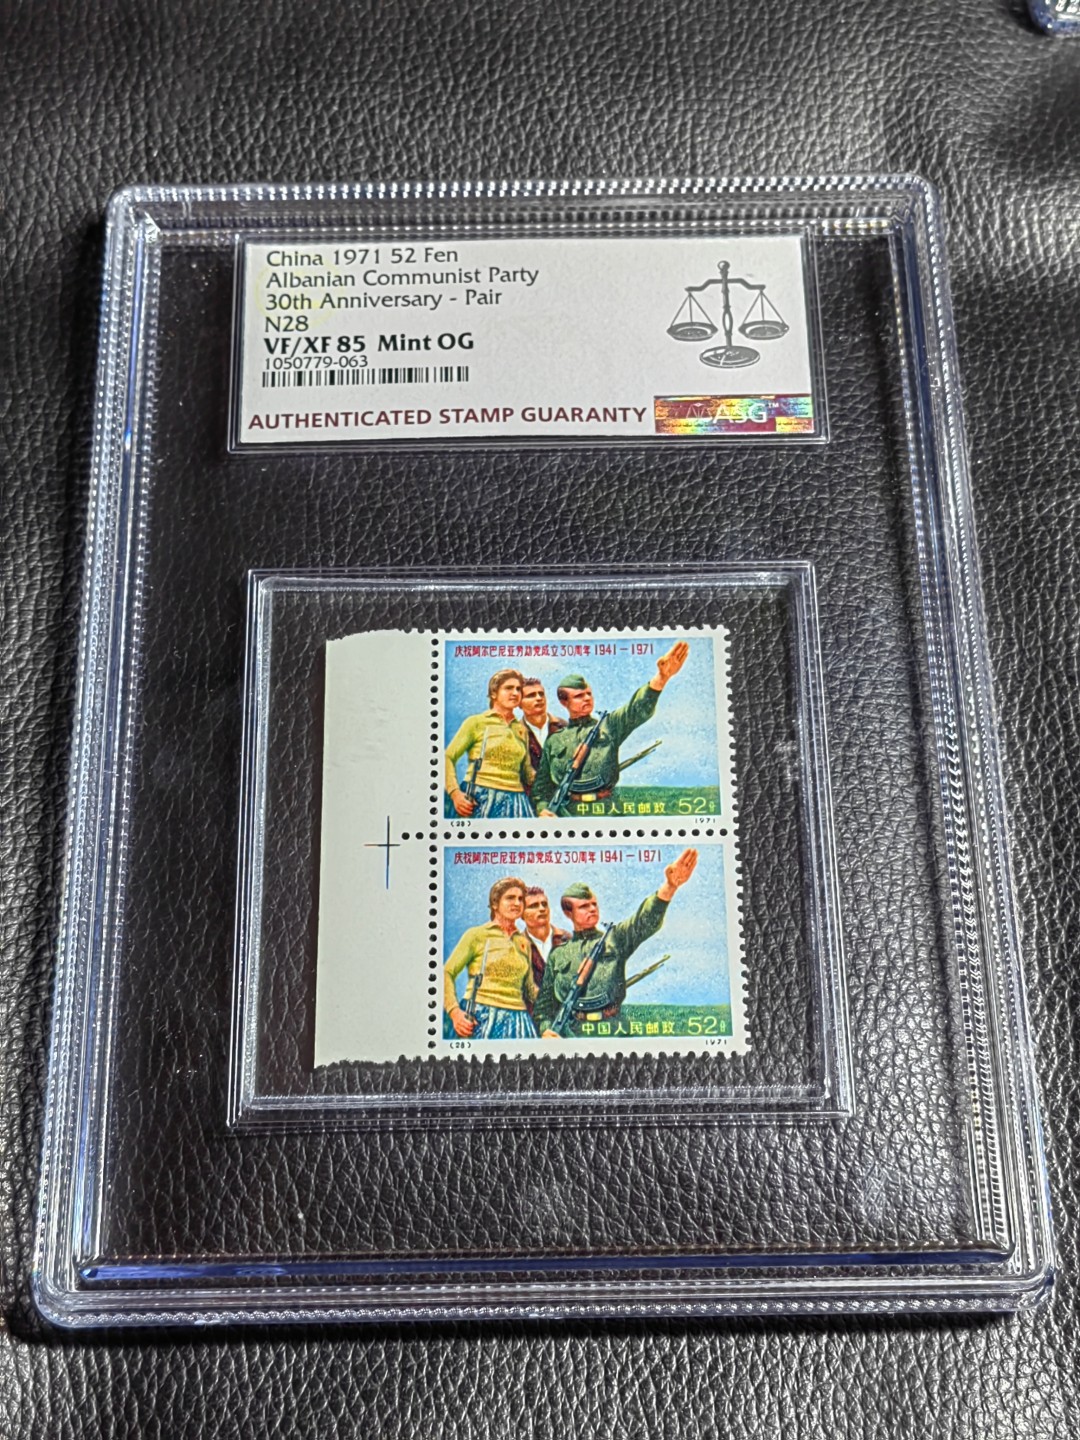 China 1971 52 Fen
Albanian Communist Party
30th Anniversary - Pair
N28
VF/XF 85 Mint OG
1050779-063
AUTHENTICATED STAMP GUARANTY ASG™
庆祝阿尔巴尼亚劳动党成立30周年 1941-1971
中国人民邮政 52分
(28) 1971
庆祝阿尔巴尼亚劳动党成立30周年 1941-1971
中国人民邮政 52分
(28) 1971